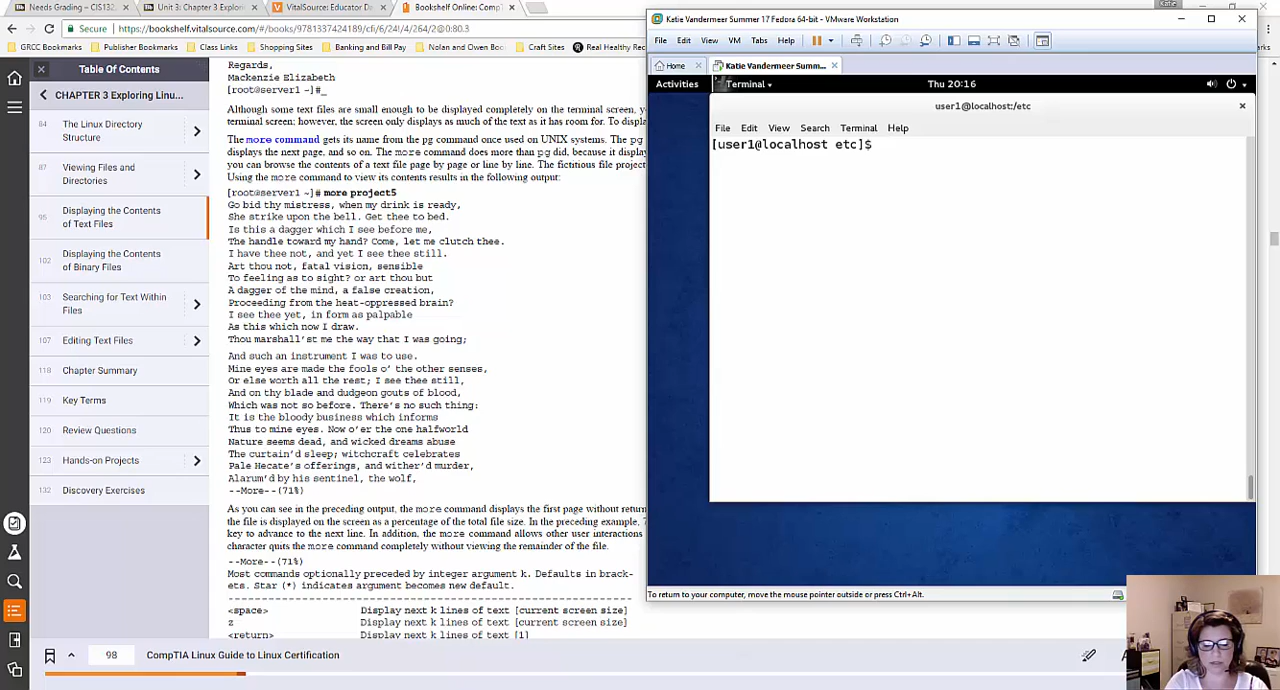 Needs Grading – CIS132
Unit 3: Chapter 3 Explori
VitalSource: Educator De
Bookshelf Online: Comp
Katie
Secure
https://bookshelf.vitalsource.com/#/books/9781337424189/cfi/6/24!/4/264/2@0:80.3
GRCC Bookmarks
Publisher Bookmarks
Class Links
Shopping Sites
Banking and Bill Pay
Nolan and Owen Boo
Craft Sites
Real Healthy Rec
Table Of Contents
CHAPTER 3 Exploring Linu...
84 The Linux Directory
Structure
87 Viewing Files and
Directories
95 Displaying the Contents
of Text Files
102 Displaying the Contents
of Binary Files
103 Searching for Text Within
Files
107 Editing Text Files
118 Chapter Summary
119 Key Terms
120 Review Questions
123 Hands-on Projects
132 Discovery Exercises
Regards,
Mackenzie Elizabeth
[root@server1 ~]#_
Although some text files are small enough to be displayed completely on the terminal screen, y
terminal screen; however, the screen only displays as much of the text as it has room for. To displa
The more command gets its name from the pg command once used on UNIX systems. The pg
displays the next page, and so on. The more command does more than pg did, because it displa
you can browse the contents of a text file page by page or line by line. The fictitious file project
Using the more command to view its contents results in the following output:
[root@server1 ~]# more project5
Go bid thy mistress, when my drink is ready,
She strike upon the bell. Get thee to bed.
Is this a dagger which I see before me,
The handle toward my hand? Come, let me clutch thee.
I have thee not, and yet I see thee still.
Art thou not, fatal vision, sensible
To feeling as to sight? or art thou but
A dagger of the mind, a false creation,
Proceeding from the heat-oppressed brain?
I see thee yet, in form as palpable
As this which now I draw.
Thou marshall'st me the way that I was going;
And such an instrument I was to use.
Mine eyes are made the fools o' the other senses,
Or else worth all the rest; I see thee still,
And on thy blade and dudgeon gouts of blood,
Which was not so before. There's no such thing:
It is the bloody business which informs
Thus to mine eyes. Now o'er the one halfworld
Nature seems dead, and wicked dreams abuse
The curtain'd sleep; witchcraft celebrates
Pale Hecate's offerings, and wither'd murder,
Alarum'd by his sentinel, the wolf,
--More--(71%)
As you can see in the preceding output, the more command displays the first page without return
the file is displayed on the screen as a percentage of the total file size. In the preceding example, 7
key to advance to the next line. In addition, the more command allows other user interactions
character quits the more command completely without viewing the remainder of the file.
--More--(71%)
Most commands optionally preceded by integer argument k. Defaults in brack-
ets. Star (*) indicates argument becomes new default.
<space> Display next k lines of text [current screen size]
z Display next k lines of text [current screen size]
<return> Display next k lines of text [1]
98 CompTIA Linux Guide to Linux Certification
Katie Vandermeer Summer 17 Fedora 64-bit - VMware Workstation
File Edit View VM Tabs Help
Home
Katie Vandermeer Summ...
Activities
Terminal
Thu 20:16
user1@localhost:/etc
File Edit View Search Terminal Help
[user1@localhost etc]$
To return to your computer, move the mouse pointer outside or press Ctrl+Alt.